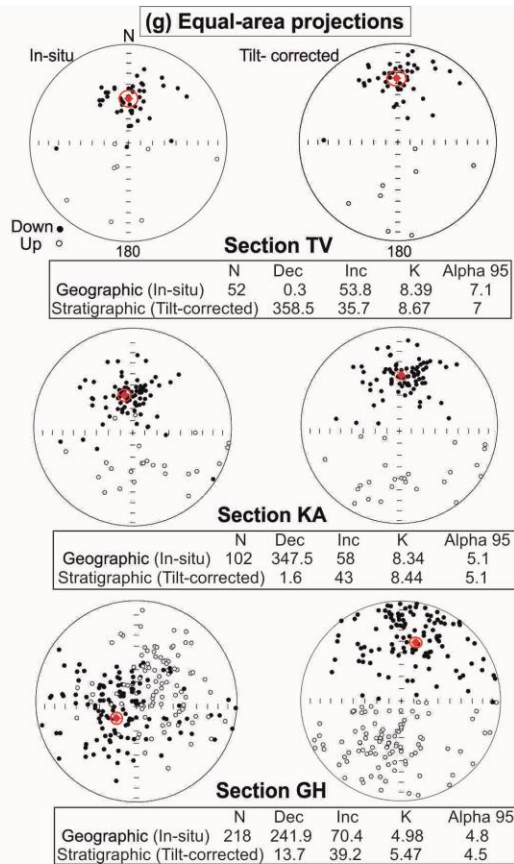 (g) Equal-area projections
N
In-situ
Tilt- corrected
Down
Up
180
180
Section TV
N Dec Inc K Alpha 95
Geographic (In-situ) 52 0.3 53.8 8.39 7.1
Stratigraphic (Tilt-corrected) 358.5 35.7 8.67 7
Section KA
N Dec Inc K Alpha 95
Geographic (In-situ) 102 347.5 58 8.34 5.1
Stratigraphic (Tilt-corrected) 1.6 43 8.44 5.1
Section GH
N Dec Inc K Alpha 95
Geographic (In-situ) 218 241.9 70.4 4.98 4.8
Stratigraphic (Tilt-corrected) 13.7 39.2 5.47 4.5